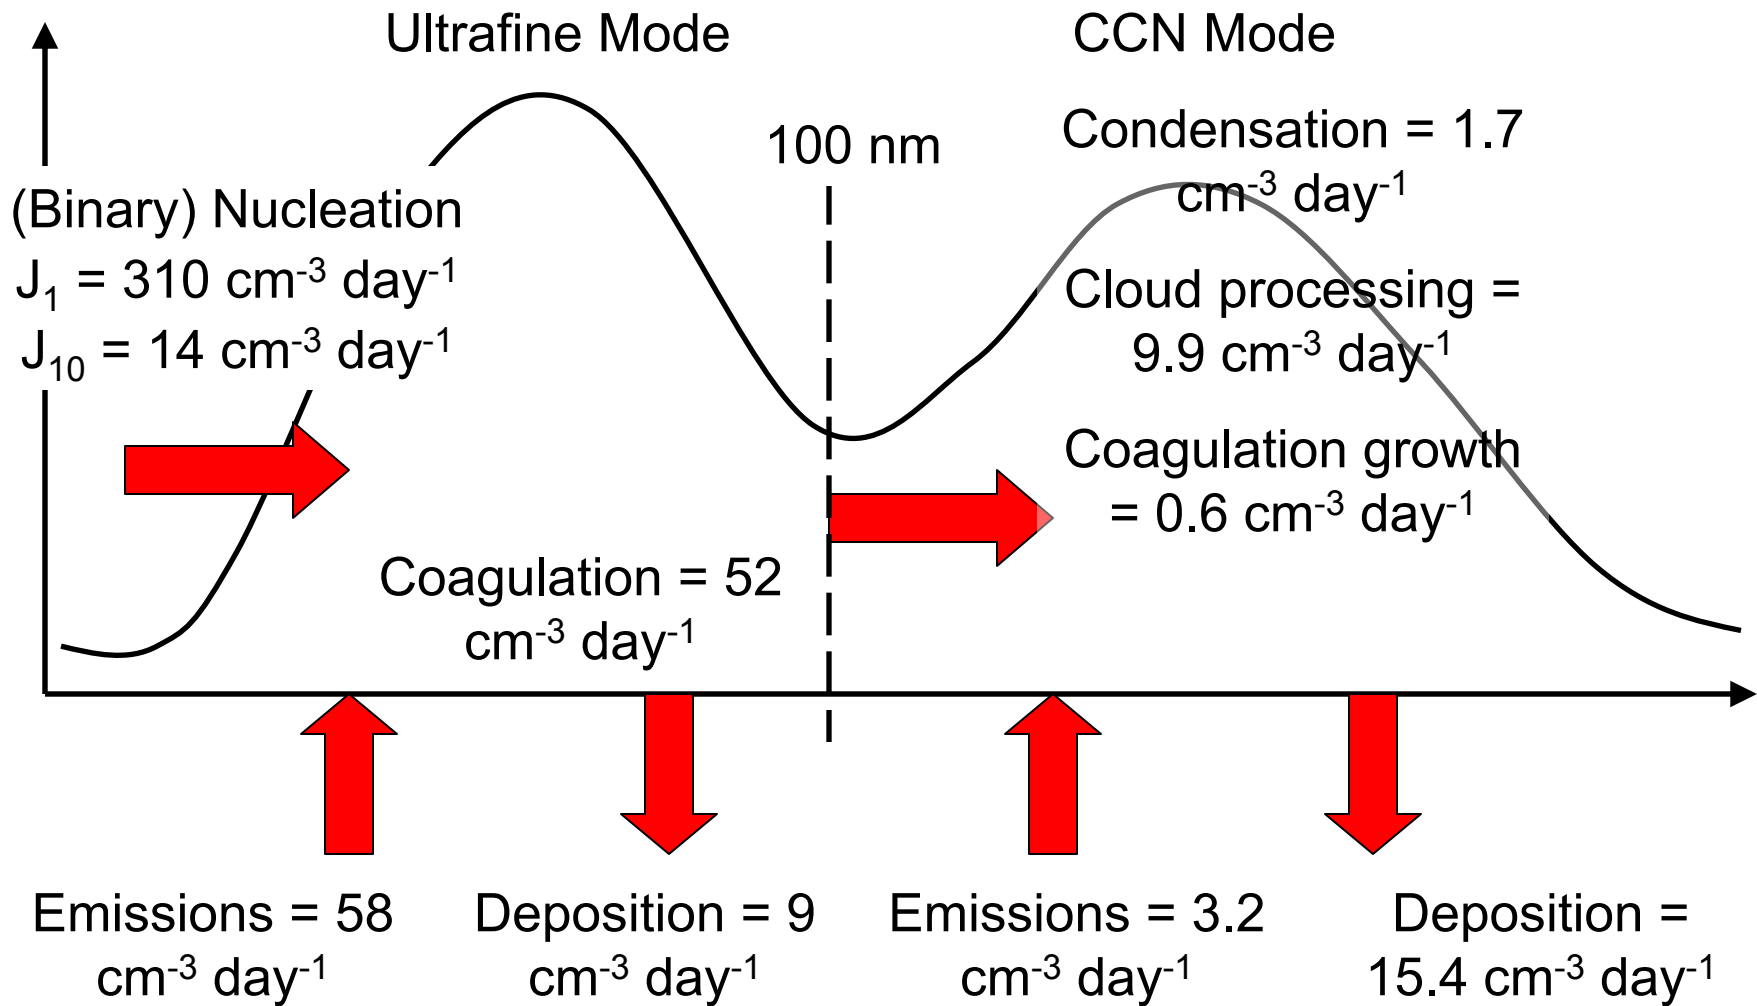 Ultrafine Mode
CCN Mode
100 nm
Condensation = 1.7
cm⁻³ day⁻¹
(Binary) Nucleation
J₁ = 310 cm⁻³ day⁻¹
J₁₀ = 14 cm⁻³ day⁻¹
Cloud processing =
9.9 cm⁻³ day⁻¹
Coagulation growth
= 0.6 cm⁻³ day⁻¹
Coagulation = 52
cm⁻³ day⁻¹
Emissions = 58
cm⁻³ day⁻¹
Deposition = 9
cm⁻³ day⁻¹
Emissions = 3.2
cm⁻³ day⁻¹
Deposition =
15.4 cm⁻³ day⁻¹